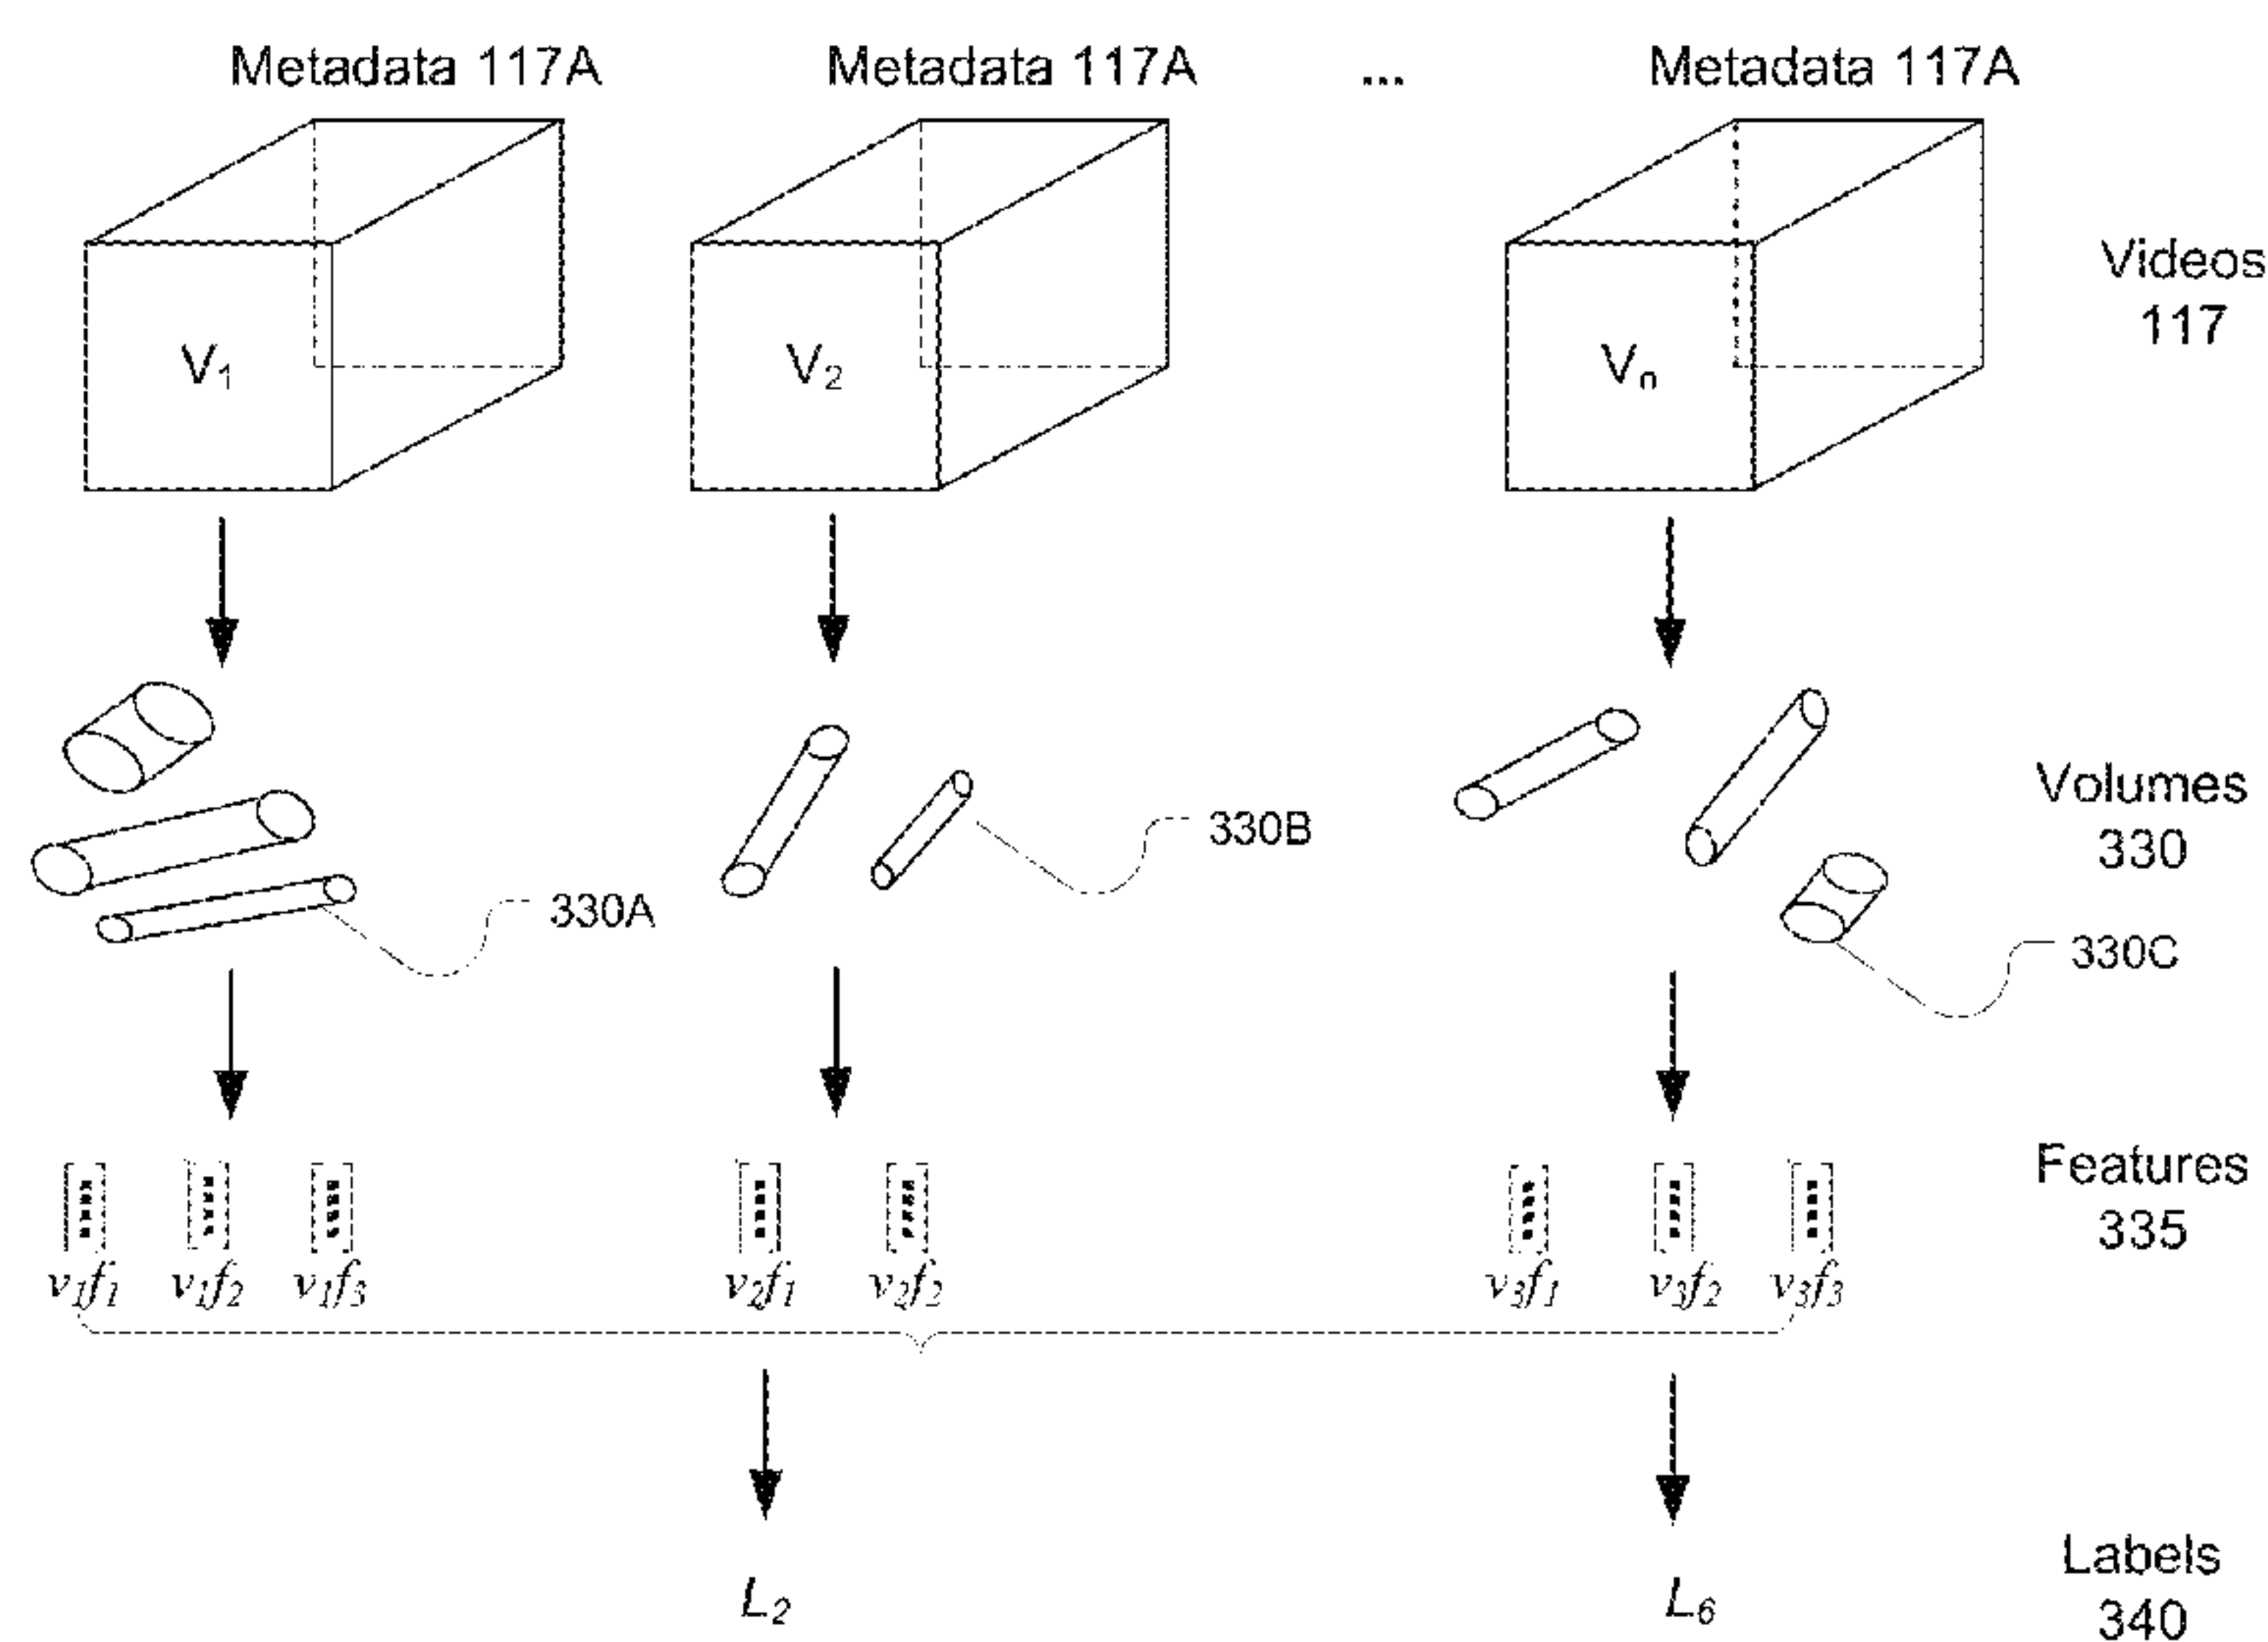 Metadata 117A Metadata 117A ... Metadata 117A
Videos
117
V₁ V₂ Vₙ
Volumes
330
330A 330B 330C
Features
335
v₁f₁ v₁f₂ v₁f₃ v₂f₁ v₂f₂ v₃f₁ v₃f₂ v₃f₃
Labels
340
L₂ L₆